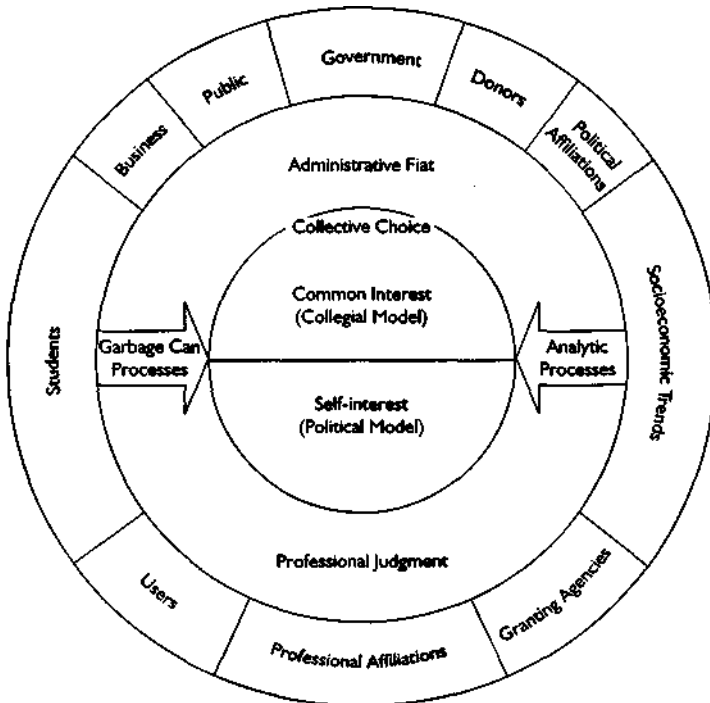 Government
Public
Donors
Business
Political
Affiliations
Administrative Fiat
Collective Choice
Common Interest
(Collegial Model)
Students
Garbage Can
Processes
Analytic
Processes
Socioeconomic Trends
Self-interest
(Political Model)
Professional Judgment
Users
Granting Agencies
Professional Affiliations